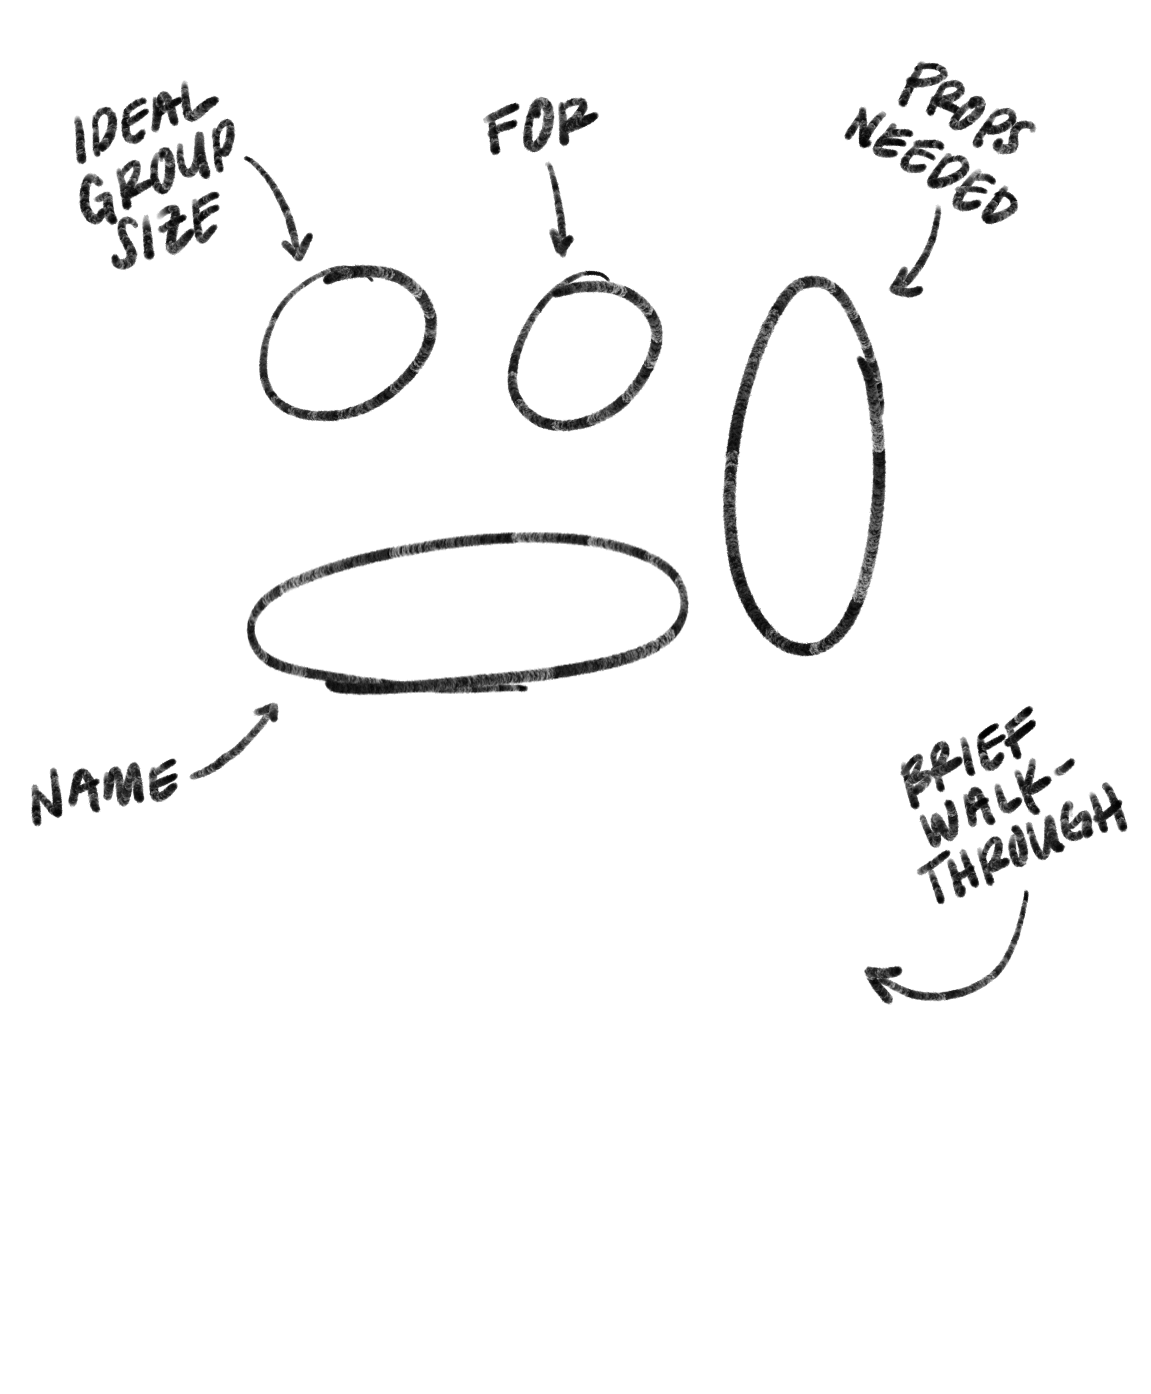 IDEAL
GROUP
SIZE
FOR
PROPS
NEEDED
NAME
BRIEF
WALK-
THROUGH